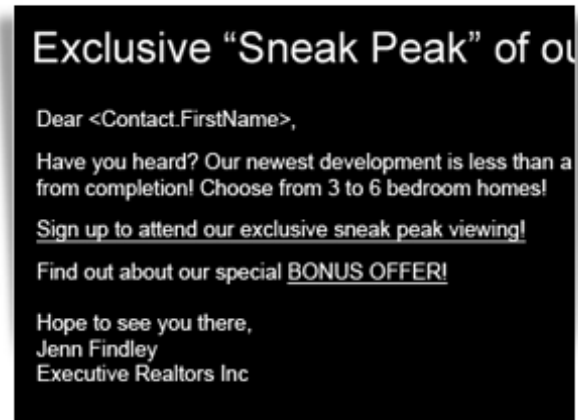 Exclusive “Sneak Peak” of
Dear <Contact.FirstName>,
Have you heard? Our newest development is less than a
from completion! Choose from 3 to 6 bedroom homes!
Sign up to attend our exclusive sneak peak viewing!
Find out about our special BONUS OFFER!
Hope to see you there,
Jenn Findley
Executive Realtors Inc